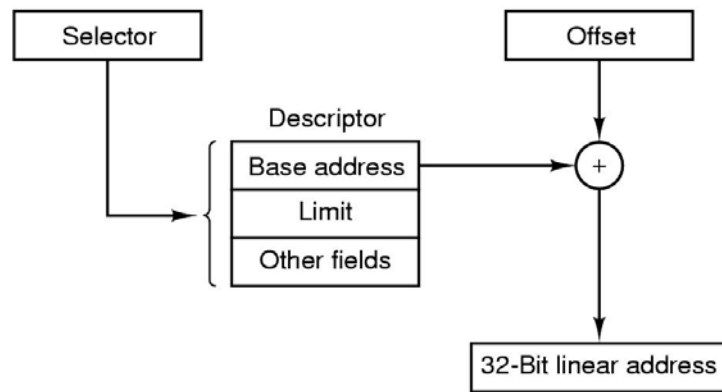 Selector
Offset
Descriptor
Base address
+
Limit
Other fields
32-Bit linear address